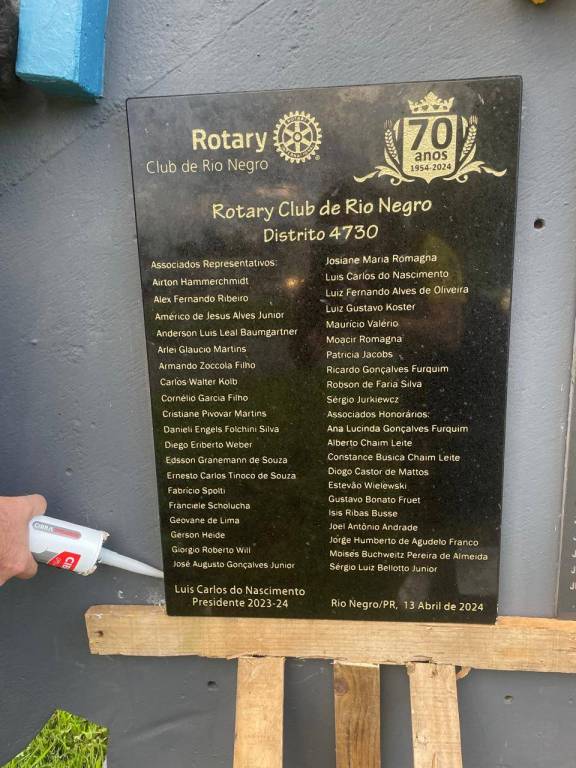 Rotary
Club de Rio Negro
70
anos
1954-2024
Rotary Club de Rio Negro
Distrito 4730
Associados Representativos:
Airton Hammerchmidt
Alex Fernando Ribeiro
Américo de Jesus Alves Junior
Anderson Luis Leal Baumgartner
Arlei Glaucio Martins
Armando Zoccola Filho
Carlos Walter Kolb
Cornélio Garcia Filho
Cristiane Pivovar Martins
Danieli Engels Folchini Silva
Diego Eriberto Weber
Edsson Granemann de Souza
Ernesto Carlos Tinoco de Souza
Fabrício Spolti
Franciele Scholucha
Geovane de Lima
Gerson Heide
Giorgio Roberto Will
José Augusto Gonçalves Junior
Josiane Maria Romagna
Luis Carlos do Nascimento
Luiz Fernando Alves de Oliveira
Luiz Gustavo Koster
Maurício Valério
Moacir Romagna
Patricia Jacobs
Ricardo Gonçalves Furquim
Robson de Faria Silva
Sérgio Jurkiewcz
Associados Honorários:
Ana Lucinda Gonçalves Furquim
Alberto Chaim Leite
Constance Busica Chaim Leite
Diogo Castor de Mattos
Estevão Wielewski
Gustavo Bonato Fruet
Isis Ribas Busse
Joel Antônio Andrade
Jorge Humberto de Agudelo Franco
Moisés Buchweitz Pereira de Almeida
Sérgio Luiz Bellotto Junior
Luis Carlos do Nascimento
Presidente 2023-24
Rio Negro/PR, 13 Abril de 2024